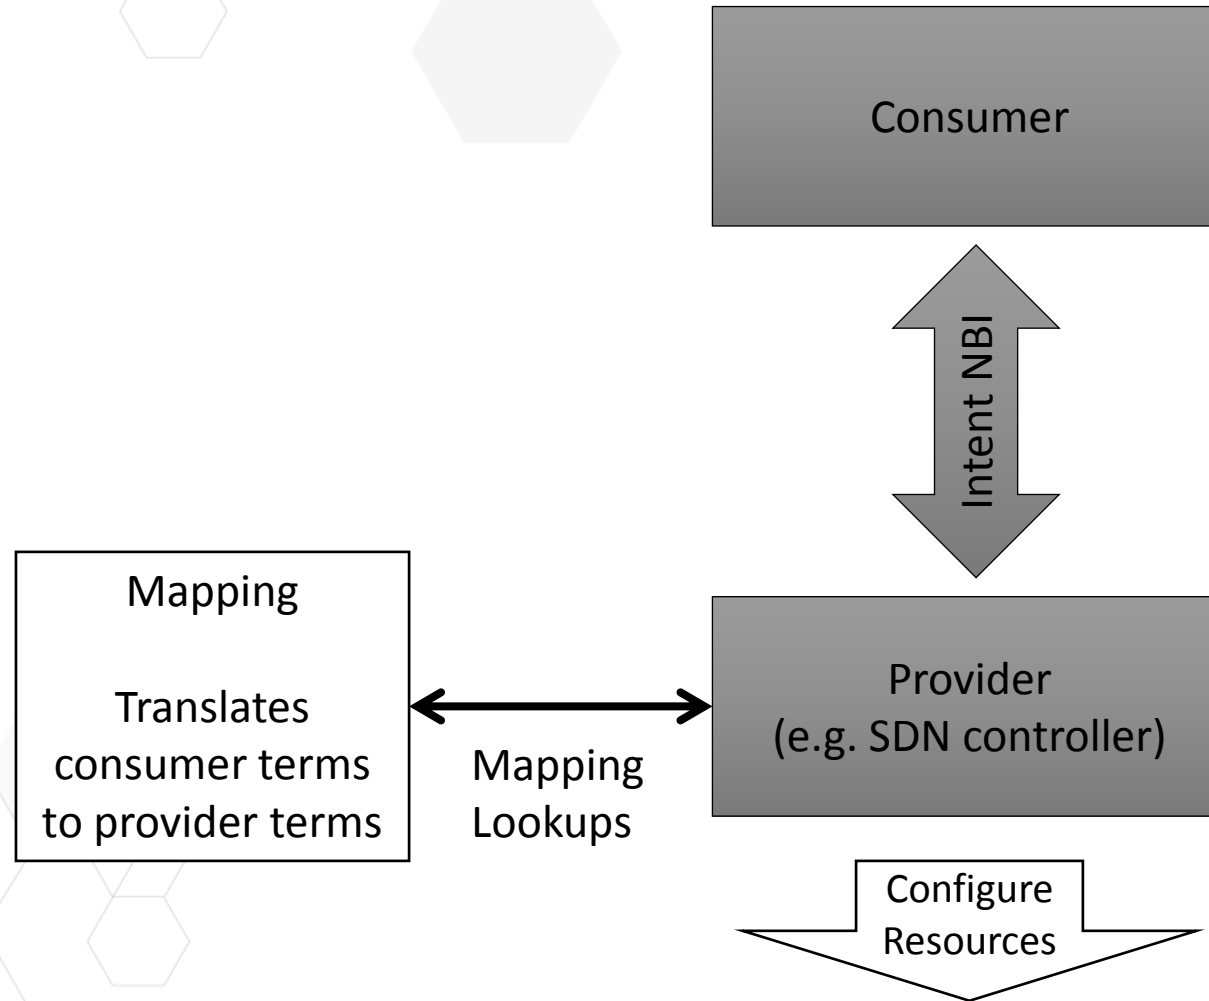 Consumer
Intent NBI
Mapping
Translates
consumer terms
to provider terms
Mapping
Lookups
Provider
(e.g. SDN controller)
Configure
Resources